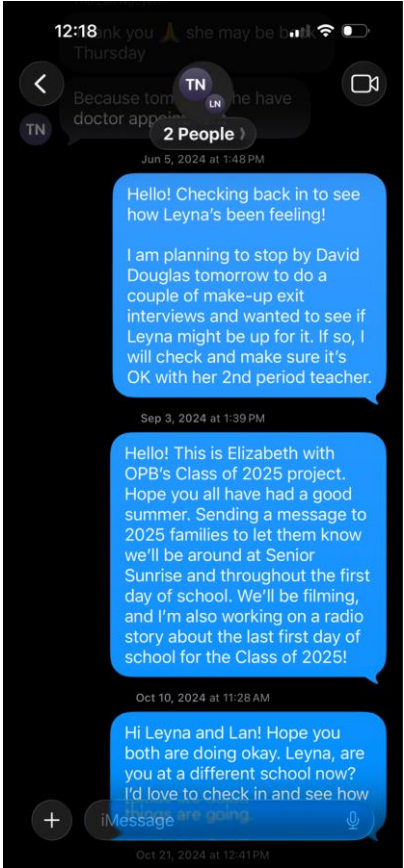 12:18
Thank you 🙏 she may be back
Thursday
Because tom
he have
doctor appoin
TN
LN
TN
2 People
Jun 5, 2024 at 1:48 PM
Hello! Checking back in to see
how Leyna's been feeling!
I am planning to stop by David
Douglas tomorrow to do a
couple of make-up exit
interviews and wanted to see if
Leyna might be up for it. If so, I
will check and make sure it's
OK with her 2nd period teacher.
Sep 3, 2024 at 1:39 PM
Hello! This is Elizabeth with
OPB's Class of 2025 project.
Hope you all have had a good
summer. Sending a message to
2025 families to let them know
we'll be around at Senior
Sunrise and throughout the first
day of school. We'll be filming,
and I'm also working on a radio
story about the last first day of
school for the Class of 2025!
Oct 10, 2024 at 11:28 AM
Hi Leyna and Lan! Hope you
both are doing okay. Leyna, are
you at a different school now?
I'd love to check in and see how
things are going.
iMessage
Oct 21, 2024 at 12:41 PM